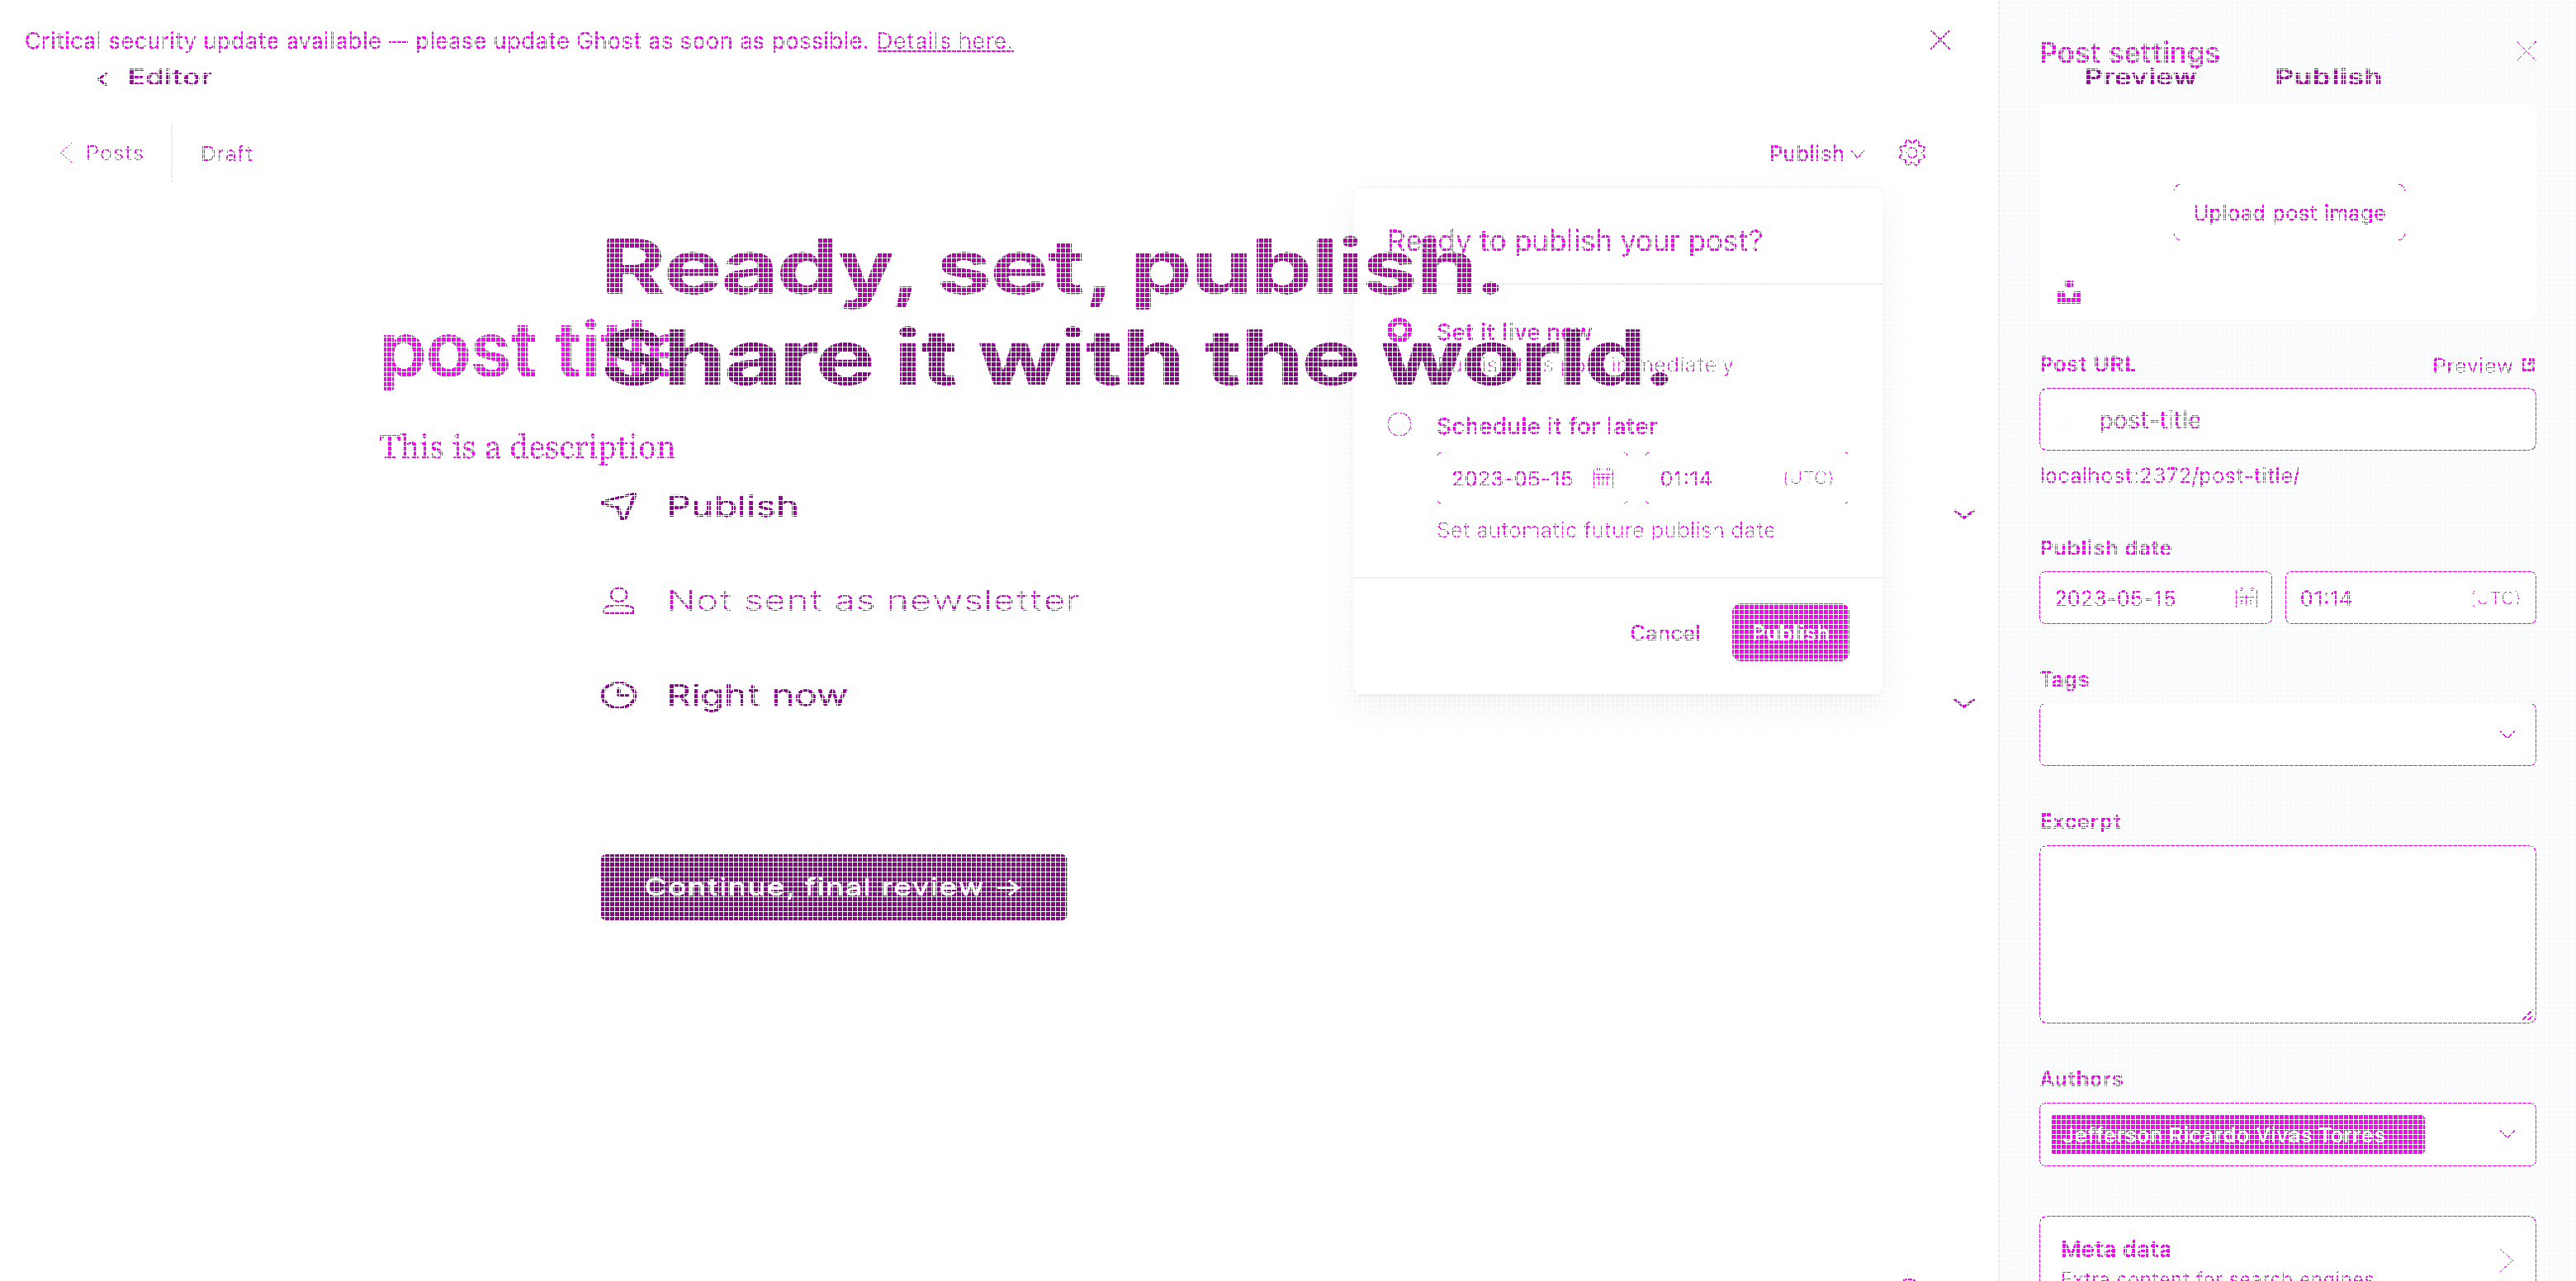 Critical security update available — please update Ghost as soon as possible. Details here.
Editor
Posts
Draft
Publish
Ready, set, publish.
Share it with the world.
post title
This is a description
Publish
Not sent as newsletter
Right now
Continue, final review →
Ready to publish your post?
Set it live now
Schedule it for later
2023-05-15
01:14
(UTC)
Set automatic future publish date
Cancel
Publish
Post settings
Preview
Publish
Upload post image
Post URL
Preview
post-title
localhost:2372/post-title/
Publish date
2023-05-15
01:14
(UTC)
Tags
Excerpt
Authors
Jefferson Ricardo Vivas Torres
Meta data
Extra content for search engines